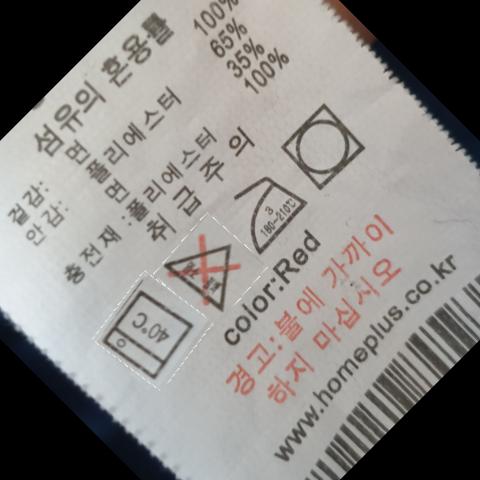 섬유의 혼용률
겉감: 면 100%
안감: 폴리에스터 65%
면 35%
충전재 :폴리에스터 100%
취급주의
40℃
3
180~210℃
color:Red
경고:불에 가까이
하지 마십시오
www.homeplus.co.kr